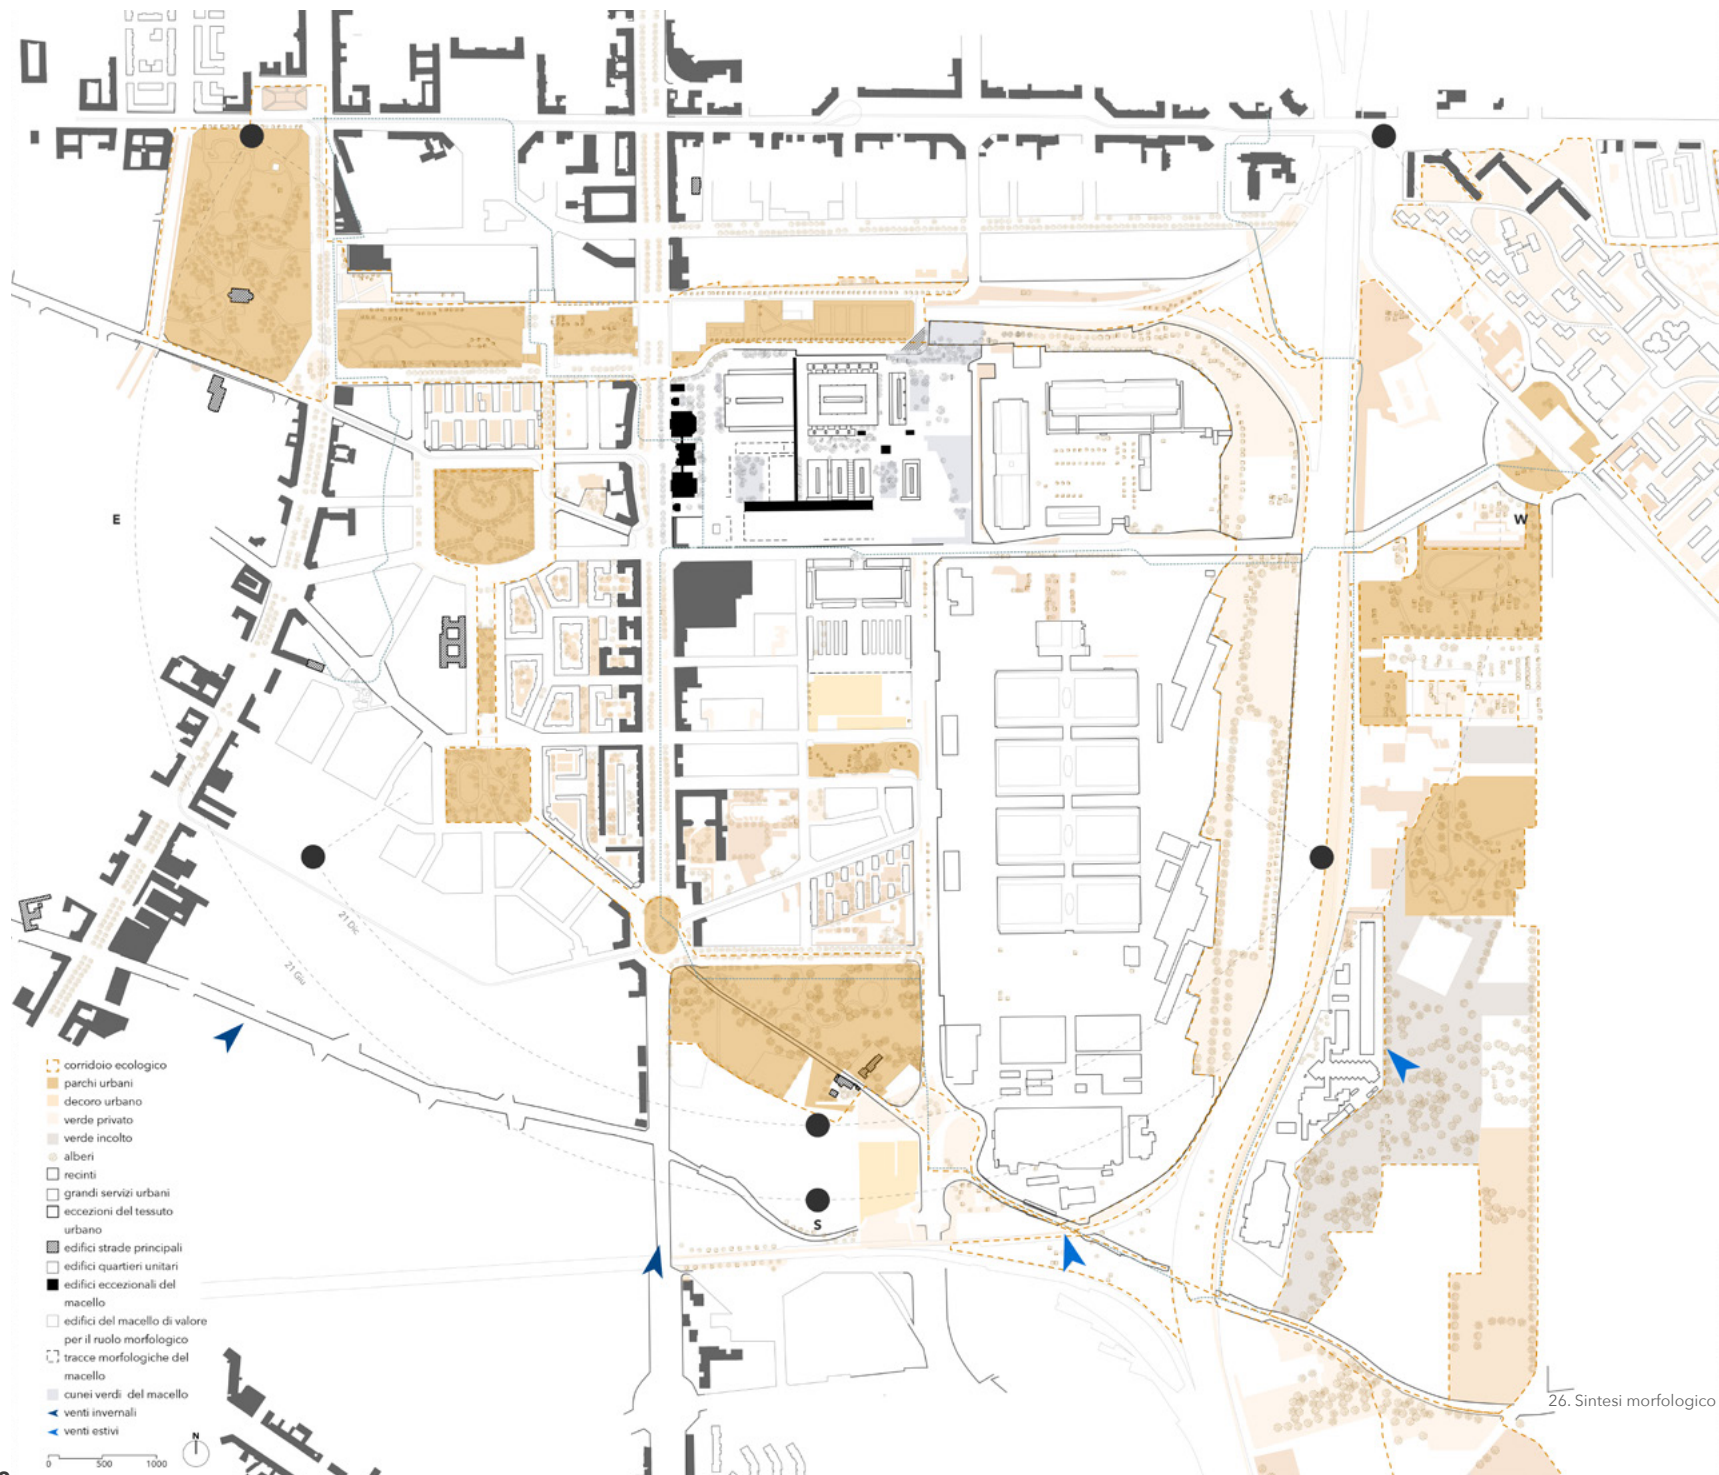 E
W
21 Dic
21 Giu
S
corridoio ecologico
parchi urbani
decoro urbano
verde privato
verde incolto
alberi
recinti
grandi servizi urbani
eccezioni del tessuto
urbano
edifici strade principali
edifici quartieri unitari
edifici eccezionali del
macello
edifici del macello di valore
per il ruolo morfologico
tracce morfologiche del
macello
cunei verdi del macello
venti invernali
venti estivi
N
0 500 1000
26. Sintesi morfologico